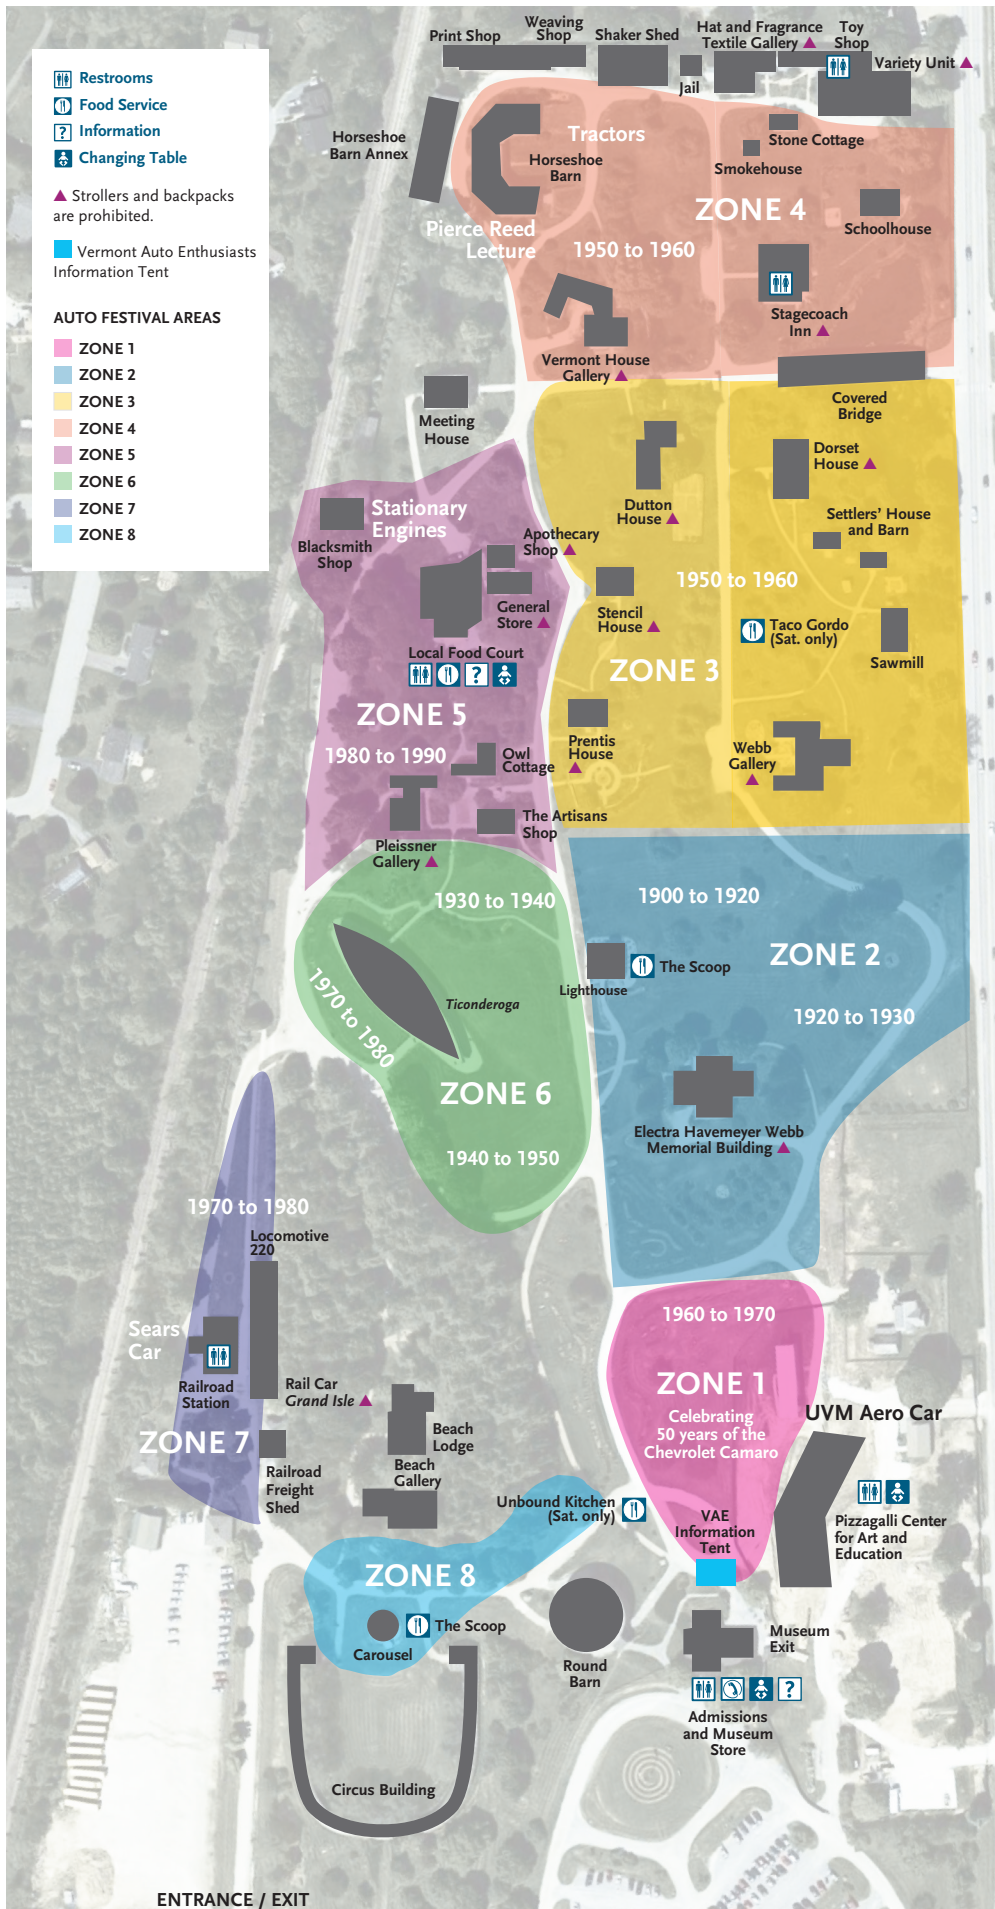 Restrooms
Food Service
Information
Changing Table
Strollers and backpacks
are prohibited.
Vermont Auto Enthusiasts
Information Tent
AUTO FESTIVAL AREAS
ZONE 1
ZONE 2
ZONE 3
ZONE 4
ZONE 5
ZONE 6
ZONE 7
ZONE 8
Print Shop
Weaving
Shop
Shaker Shed
Jail
Hat and Fragrance
Textile Gallery
Toy
Shop
Variety Unit
Horseshoe
Barn Annex
Tractors
Horseshoe
Barn
Stone Cottage
Smokehouse
ZONE 4
Schoolhouse
Pierce Reed
Lecture
1950 to 1960
Stagecoach
Inn
Vermont House
Gallery
Covered
Bridge
Meeting
House
Dorset
House
Dutton
House
Settlers' House
and Barn
Stationary
Engines
Blacksmith
Shop
Apothecary
Shop
General
Store
Stencil
House
1950 to 1960
Taco Gordo
(Sat. only)
Sawmill
Local Food Court
?
ZONE 3
ZONE 5
1980 to 1990
Prentis
House
Owl
Cottage
Webb
Gallery
The Artisans
Shop
Pleissner
Gallery
1930 to 1940
1900 to 1920
ZONE 2
The Scoop
Lighthouse
Ticonderoga
1970 to 1980
1920 to 1930
ZONE 6
Electra Havemeyer Webb
Memorial Building
1940 to 1950
1970 to 1980
Locomotive
220
Sears
Car
Railroad
Station
Rail Car
Grand Isle
ZONE 7
Railroad
Freight
Shed
Beach
Lodge
Beach
Gallery
1960 to 1970
ZONE 1
Celebrating
50 years of the
Chevrolet Camaro
UVM Aero Car
Unbound Kitchen
(Sat. only)
VAE
Information
Tent
Pizzagalli Center
for Art and
Education
ZONE 8
The Scoop
Carousel
Round
Barn
Museum
Exit
?
Admissions
and Museum
Store
Circus Building
ENTRANCE / EXIT